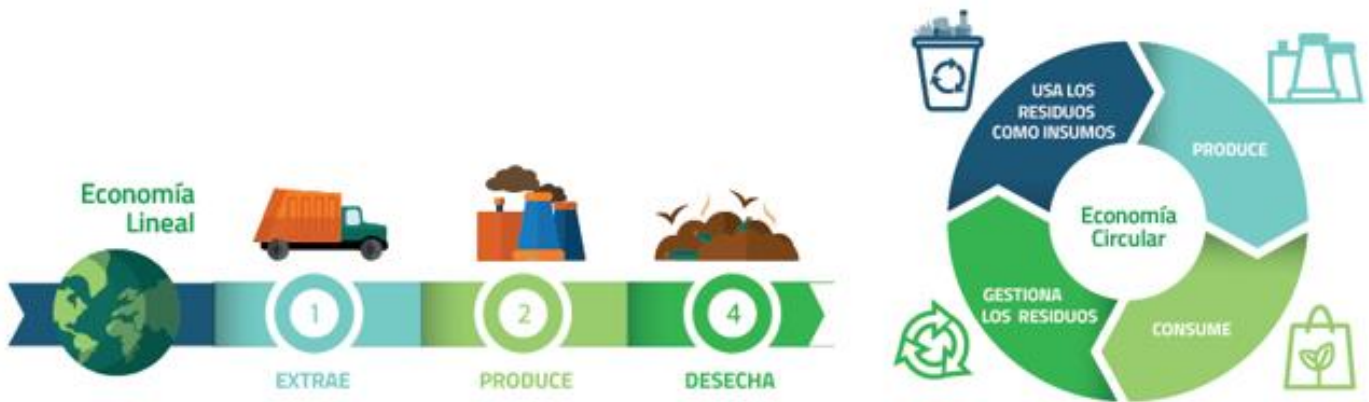 Economía
Lineal
1
2
4
EXTRAE
PRODUCE
DESECHA
USA LOS
RESIDUOS
COMO INSUMOS
PRODUCE
Economía
Circular
GESTIONA
LOS RESIDUOS
CONSUME